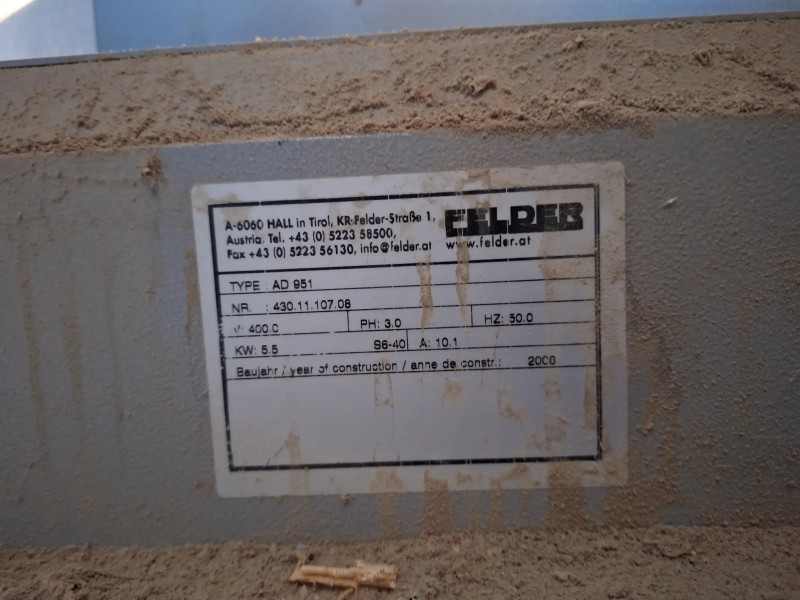 A-6060 HALL in Tirol, KR-Felder-Straße 1,
Austria. Tel. +43 (0) 5223 58500,
Fax +43 (0) 5223 56130, info@felder.at
FELDER
www.felder.at
TYPE : AD 951
NR. : 430.11.107.08
V: 400.0 PH: 3.0 HZ: 50.0
KW: 5.5 S6-40 A: 10.1
Baujahr / year of construction / anne de constr.: 2008